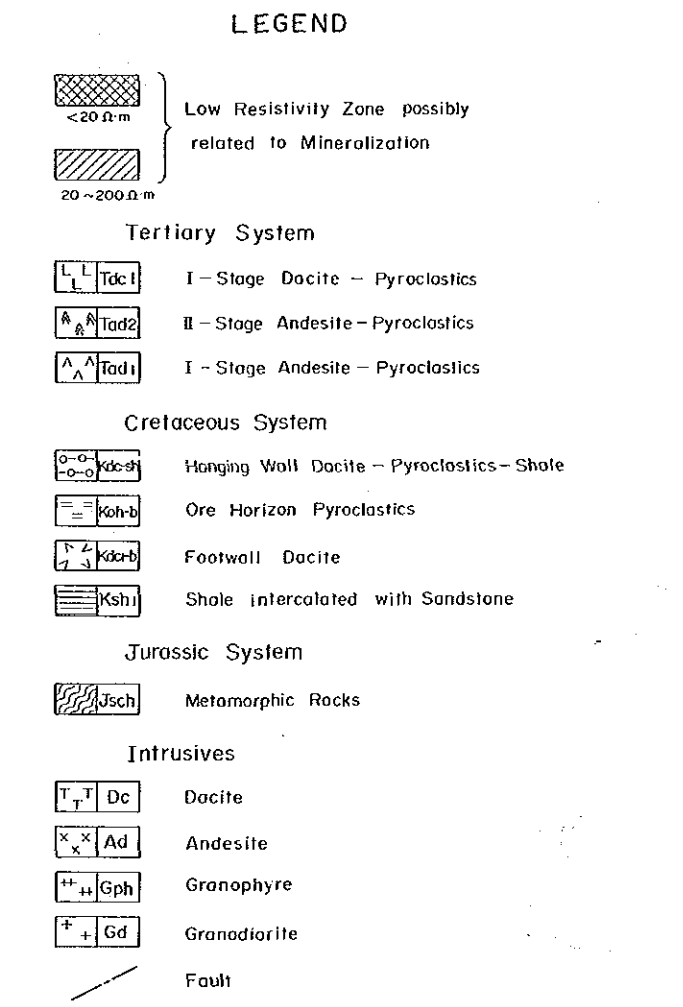 LEGEND
<20 Ω·m
Low Resistivity Zone possibly
related to Mineralization
20 ~200 Ω·m
Tertiary System
Tdc1 I - Stage Dacite - Pyroclastics
Tad2 II - Stage Andesite - Pyroclastics
Tad1 I - Stage Andesite - Pyroclastics
Cretaceous System
Kdc-sh Hanging Wall Dacite - Pyroclastics - Shale
Koh-b Ore Horizon Pyroclastics
Footwall Dacite
Ksh1 Shale intercalated with Sandstone
Jurassic System
Jsch Metamorphic Rocks
Intrusives
Dc Dacite
Ad Andesite
Gph Granophyre
Gd Granodiorite
Fault